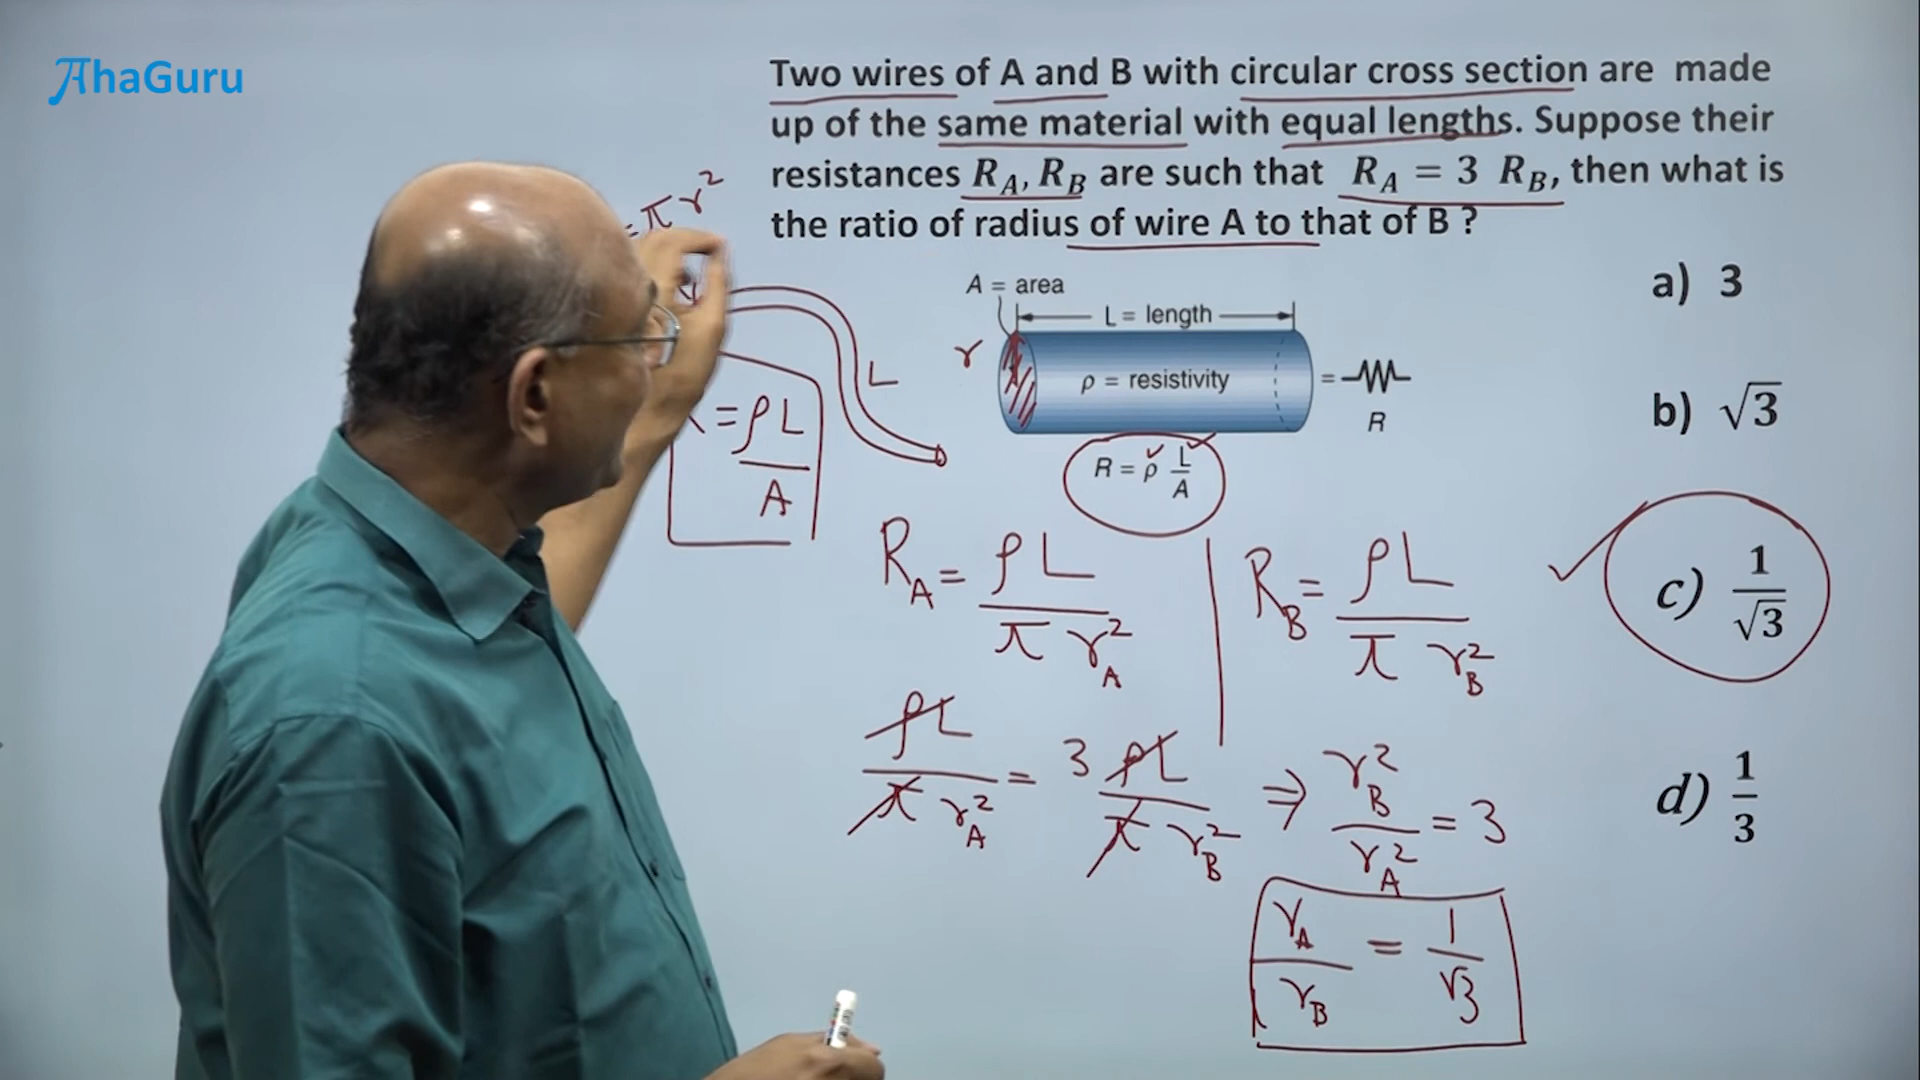 AhaGuru
Two wires of A and B with circular cross section are made
up of the same material with equal lengths. Suppose their
resistances R_A, R_B are such that R_A = 3 R_B, then what is
the ratio of radius of wire A to that of B ?
= πr²
A = area
L = length
r
ρ = resistivity
= R
R = ρ L/A
L
= ρL/A
R_A = ρL/πr_A²
R_B = ρL/πr_B²
ρL/πr_A² = 3 ρL/πr_B² ⇒ r_B²/r_A² = 3
r_A/r_B = 1/√3
a) 3
b) √3
c) 1/√3
d) 1/3